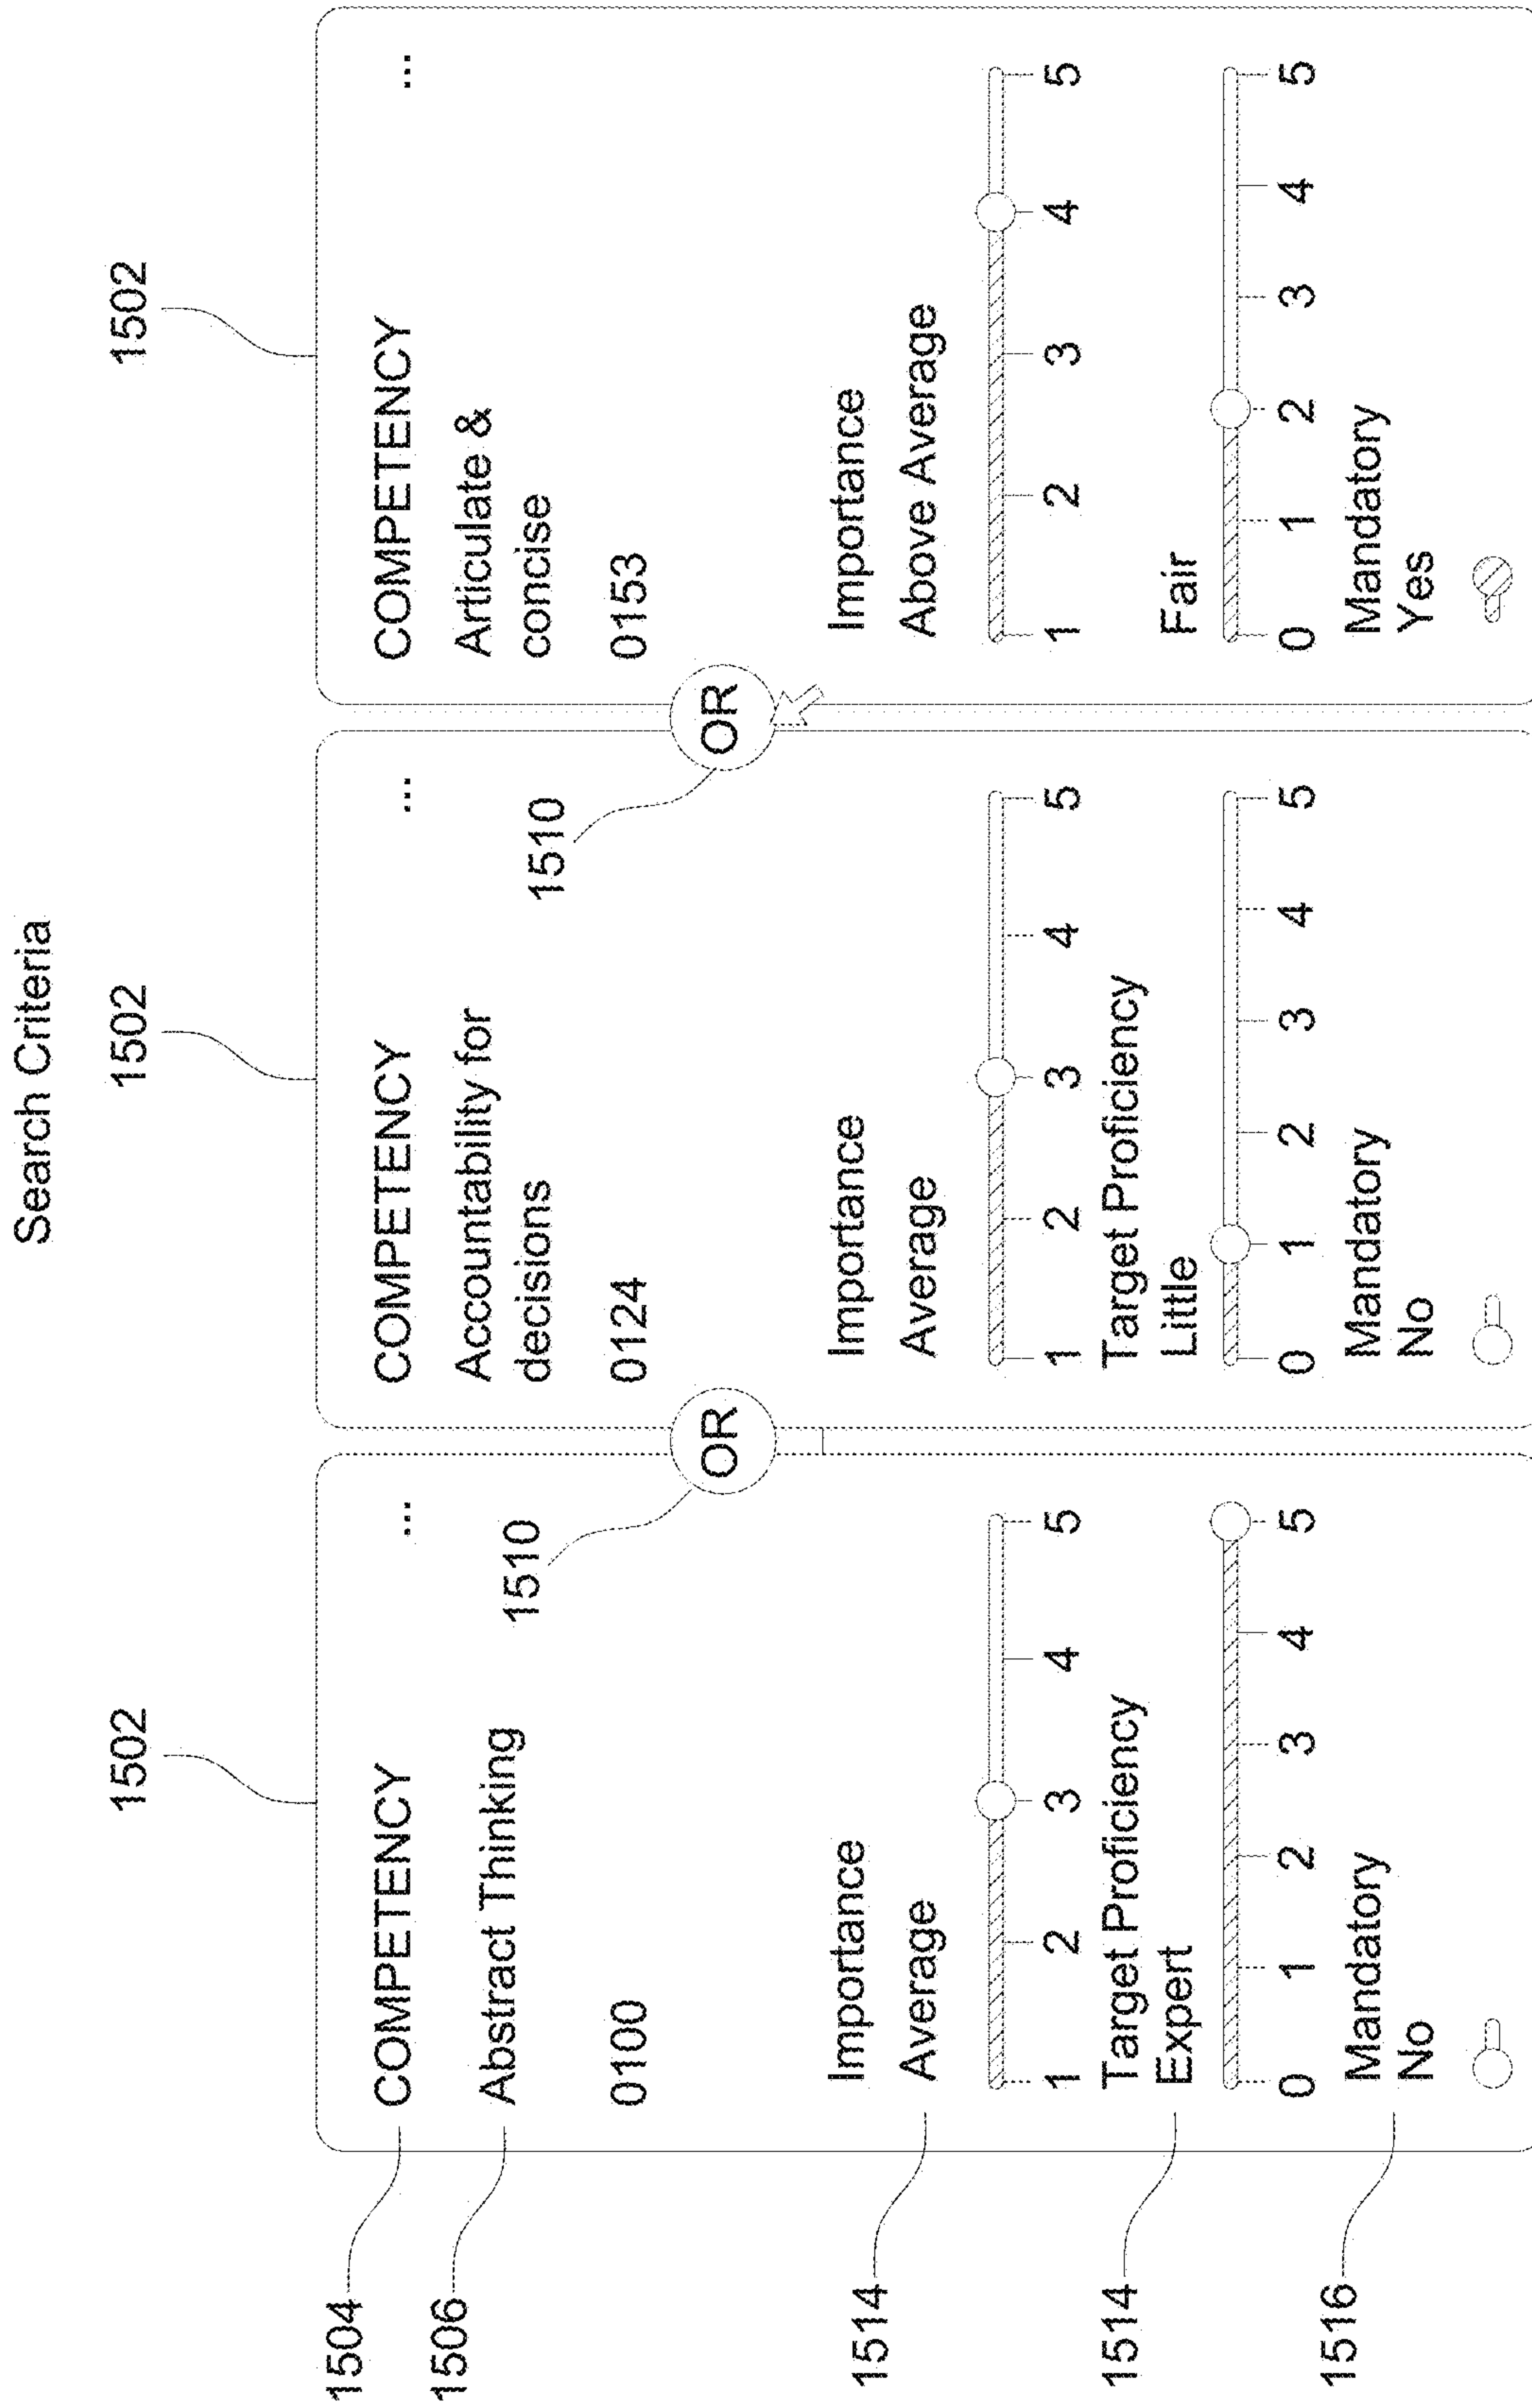 Search Criteria
1502
1502
1502
1504
COMPETENCY
...
1506
Abstract Thinking
0100
1510
OR
Importance
1514
Average
1 2 3 4 5
Target Proficiency
1514
Expert
0 1 2 3 4 5
Mandatory
1516
No
COMPETENCY
...
Accountability for
decisions
0124
1510
OR
Importance
Average
1 2 3 4 5
Target Proficiency
Little
0 1 2 3 4 5
Mandatory
No
COMPETENCY
...
Articulate &
concise
0153
Importance
Above Average
1 2 3 4 5
Fair
0 1 2 3 4 5
Mandatory
Yes